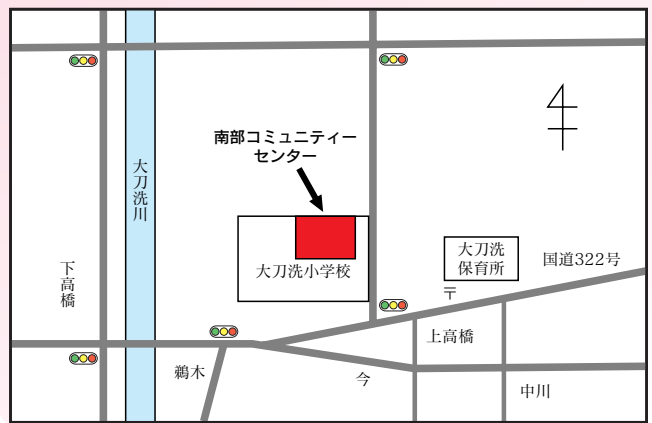 南部コミュニティー
センター
大刀洗川
大刀洗小学校
大刀洗
保育所
国道322号
〒
下高橋
上高橋
鵜木
今
中川